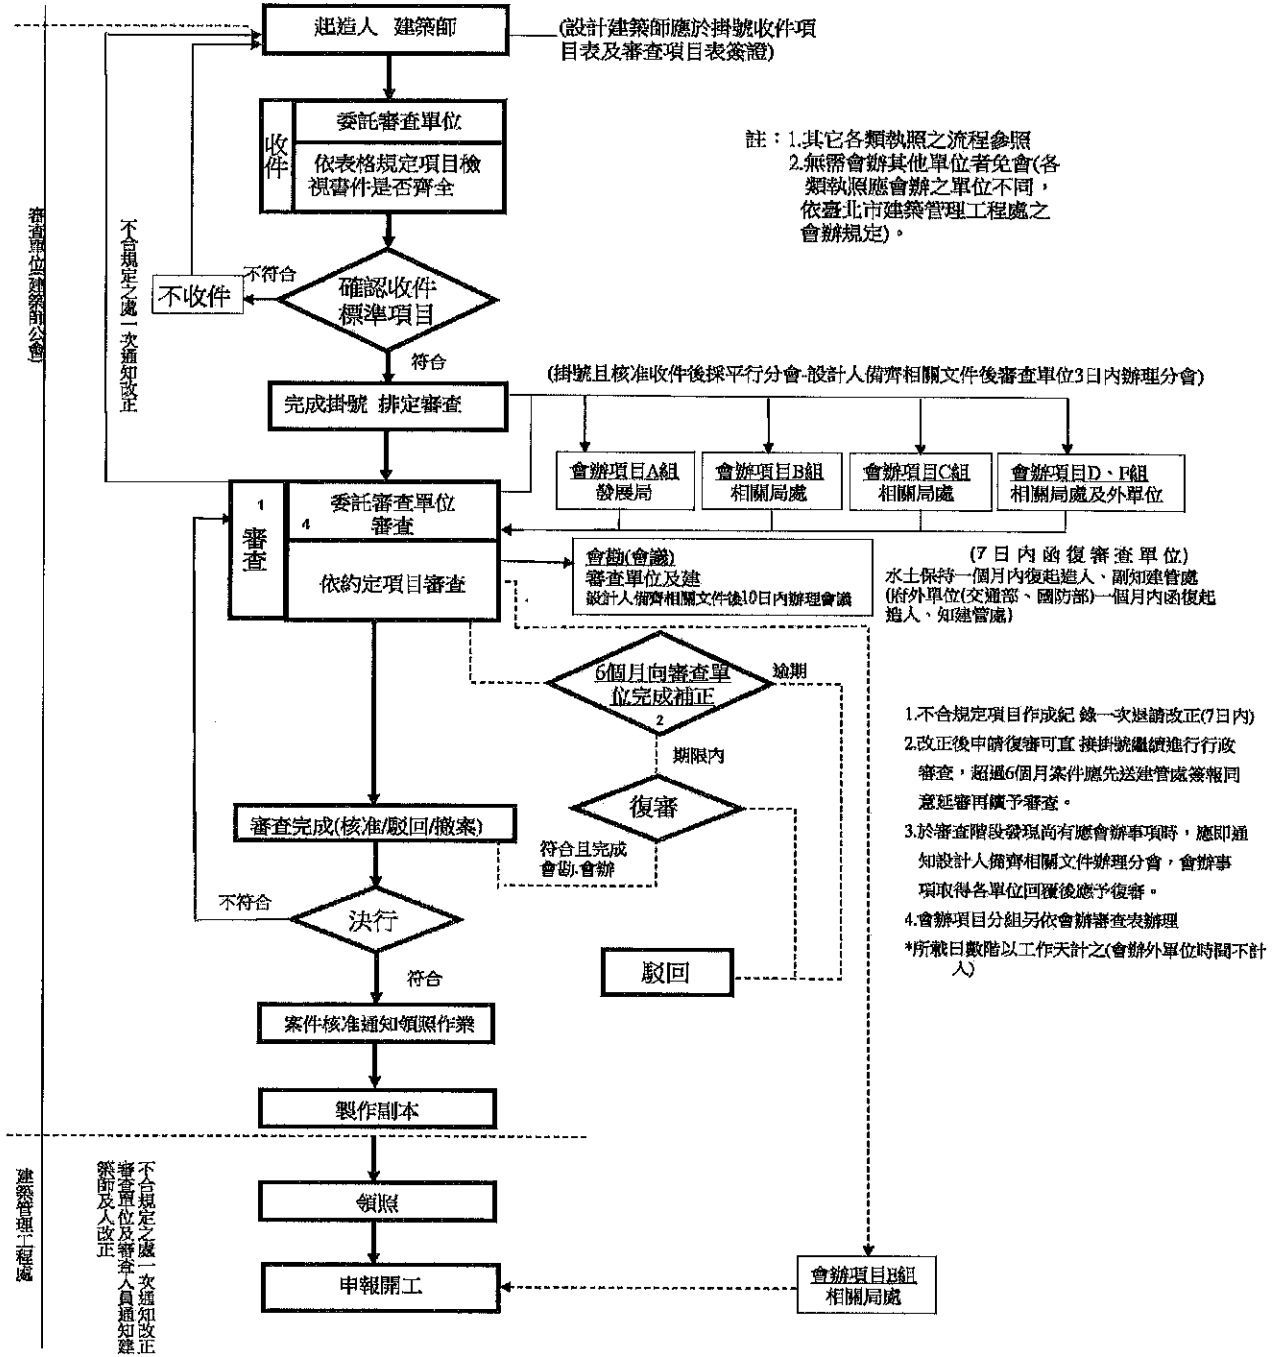 起造人 建築師
(設計建築師應於掛號收件項
目表及審查項目表簽證)
收件
委託審查單位
依表格規定項目檢
視書件是否齊全
註：1.其它各類執照之流程參照
2.無需會辦其他單位者免會(各
類執照應會辦之單位不同，
依臺北市建築管理工程處之
會辦規定)。
審查單位(建築師公會)
不合規定之處一次通知改正
不收件
不符合
確認收件
標準項目
符合
(掛號且核准收件後採平行分會-設計人備齊相關文件後審查單位3日內辦理分會)
完成掛號 排定審查
會辦項目A組
發展局
會辦項目B組
相關局處
會辦項目C組
相關局處
會辦項目D、F組
相關局處及外單位
1
審查
委託審查單位
4 審查
依約定項目審查
會勘(會議)
審查單位及建
設計人備齊相關文件後10日內辦理會議
(7日內函復審查單位)
水土保持一個月內復起造人、副知建管處
(府外單位(交通部、國防部)一個月內函復起
造人、知建管處)
6個月向審查單
位完成補正
2
逾期
期限內
復審
符合且完成
會勘.會辦
審查完成(核准/駁回/撤案)
不符合
決行
符合
駁回
1.不合規定項目作成紀 錄一次退請改正(7日內)
2.改正後申請復審可直 接掛號繼續進行行政
審查，超過6個月案件應先送建管處簽報同
意延審再續予審查。
3.於審查階段發現尚有應會辦事項時，應即通
知設計人備齊相關文件辦理分會，會辦事
項取得各單位回覆後應予復審。
4.會辦項目分組另依會辦審查表辦理
*所載日數階以工作天計之(會辦外單位時間不計
入)
案件核准通知領照作業
製作副本
建築管理工程處
不合規定之處一次通知改正
審查單位及審查人員通知建
築師及人改正
領照
申報開工
會辦項目E組
相關局處